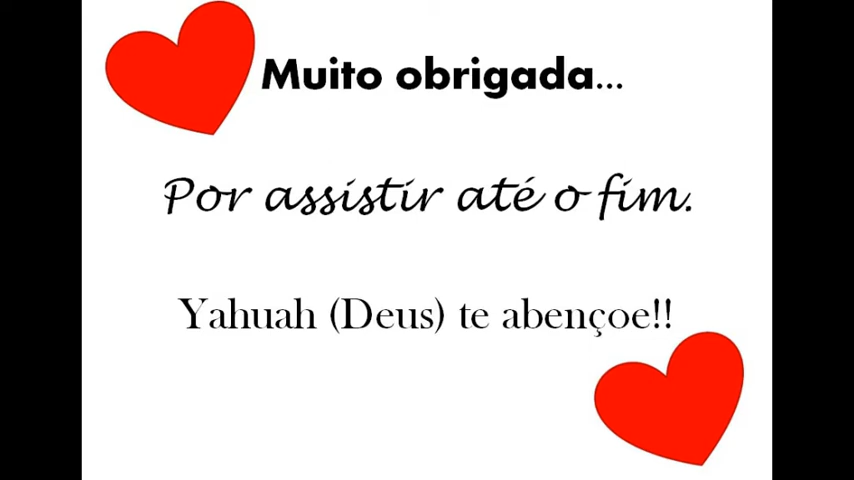 Muito obrigada...
Por assistir até o fim.
Yahuah (Deus) te abençoe!!